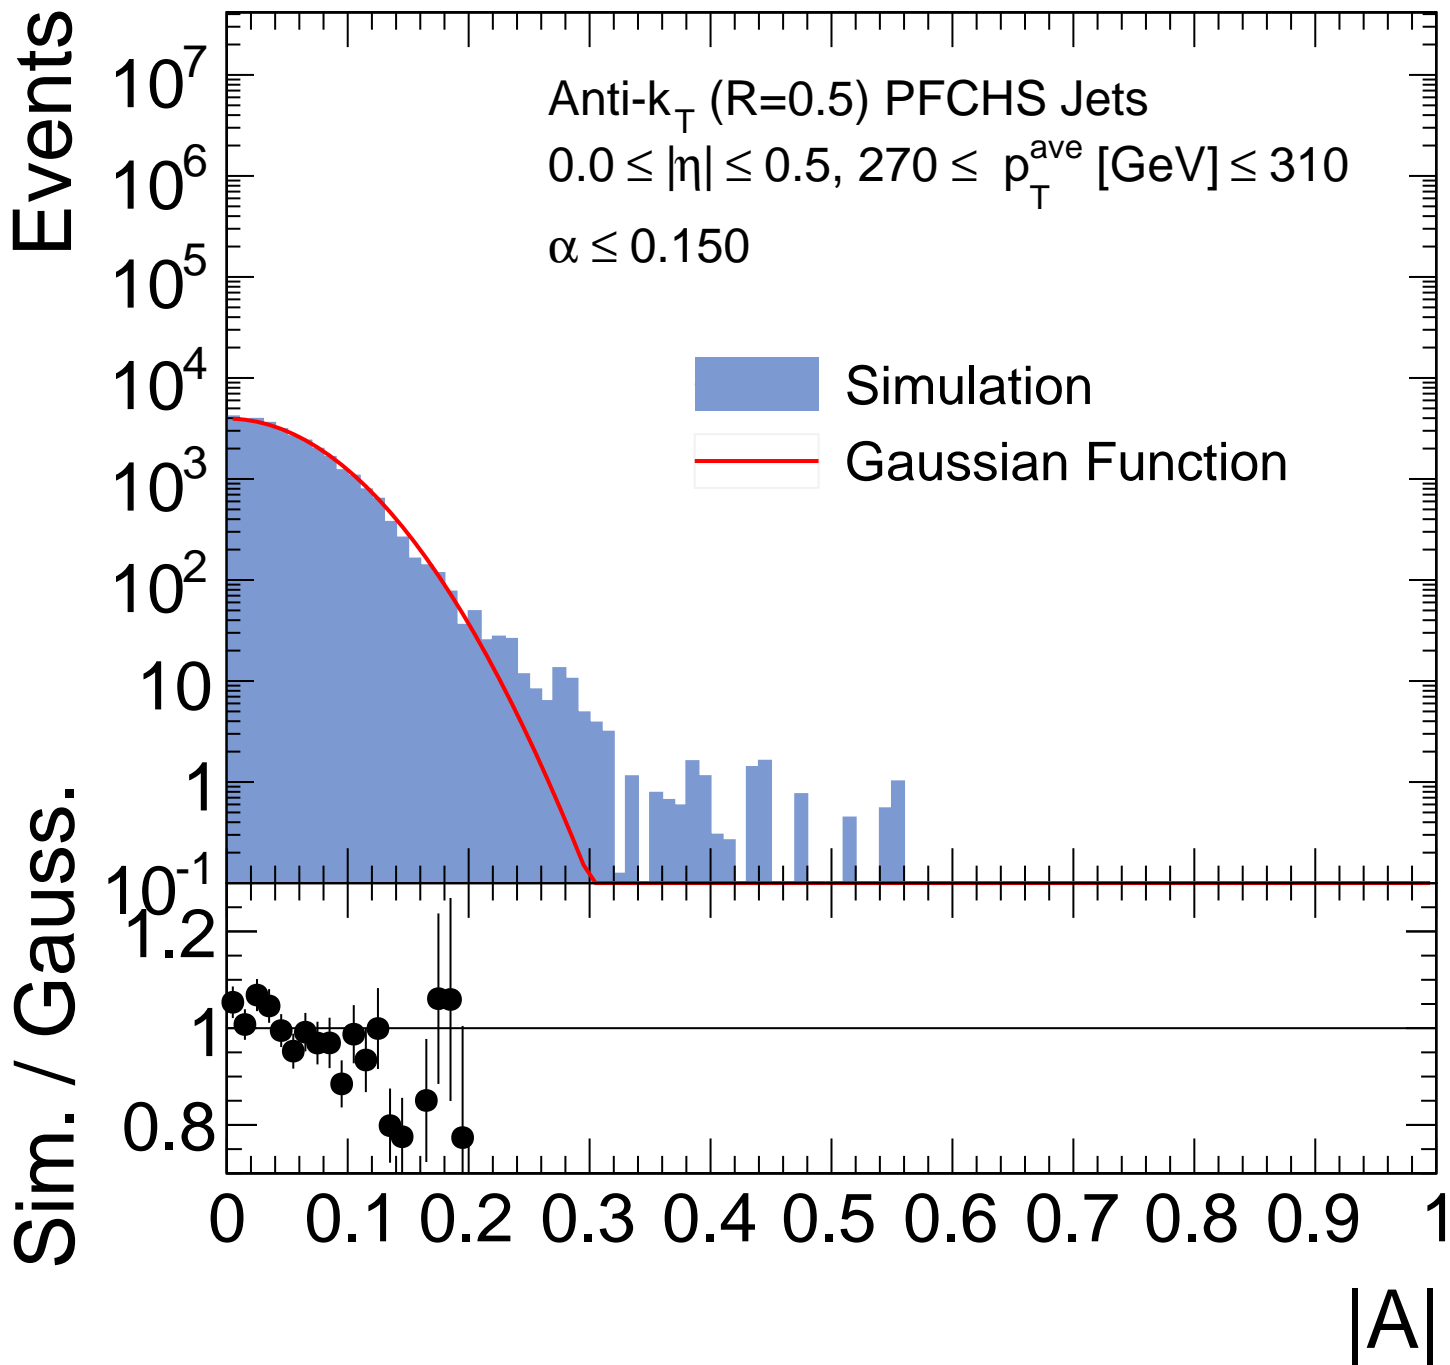 Events
10^7
10^6
10^5
10^4
10^3
10^2
10
1
10^-1
Anti-k_T (R=0.5) PFCHS Jets
0.0 ≤ |η| ≤ 0.5, 270 ≤ p_T^ave [GeV] ≤ 310
α ≤ 0.150
Simulation
Gaussian Function
Sim. / Gauss.
1.2
1
0.8
0 0.1 0.2 0.3 0.4 0.5 0.6 0.7 0.8 0.9 1
|A|